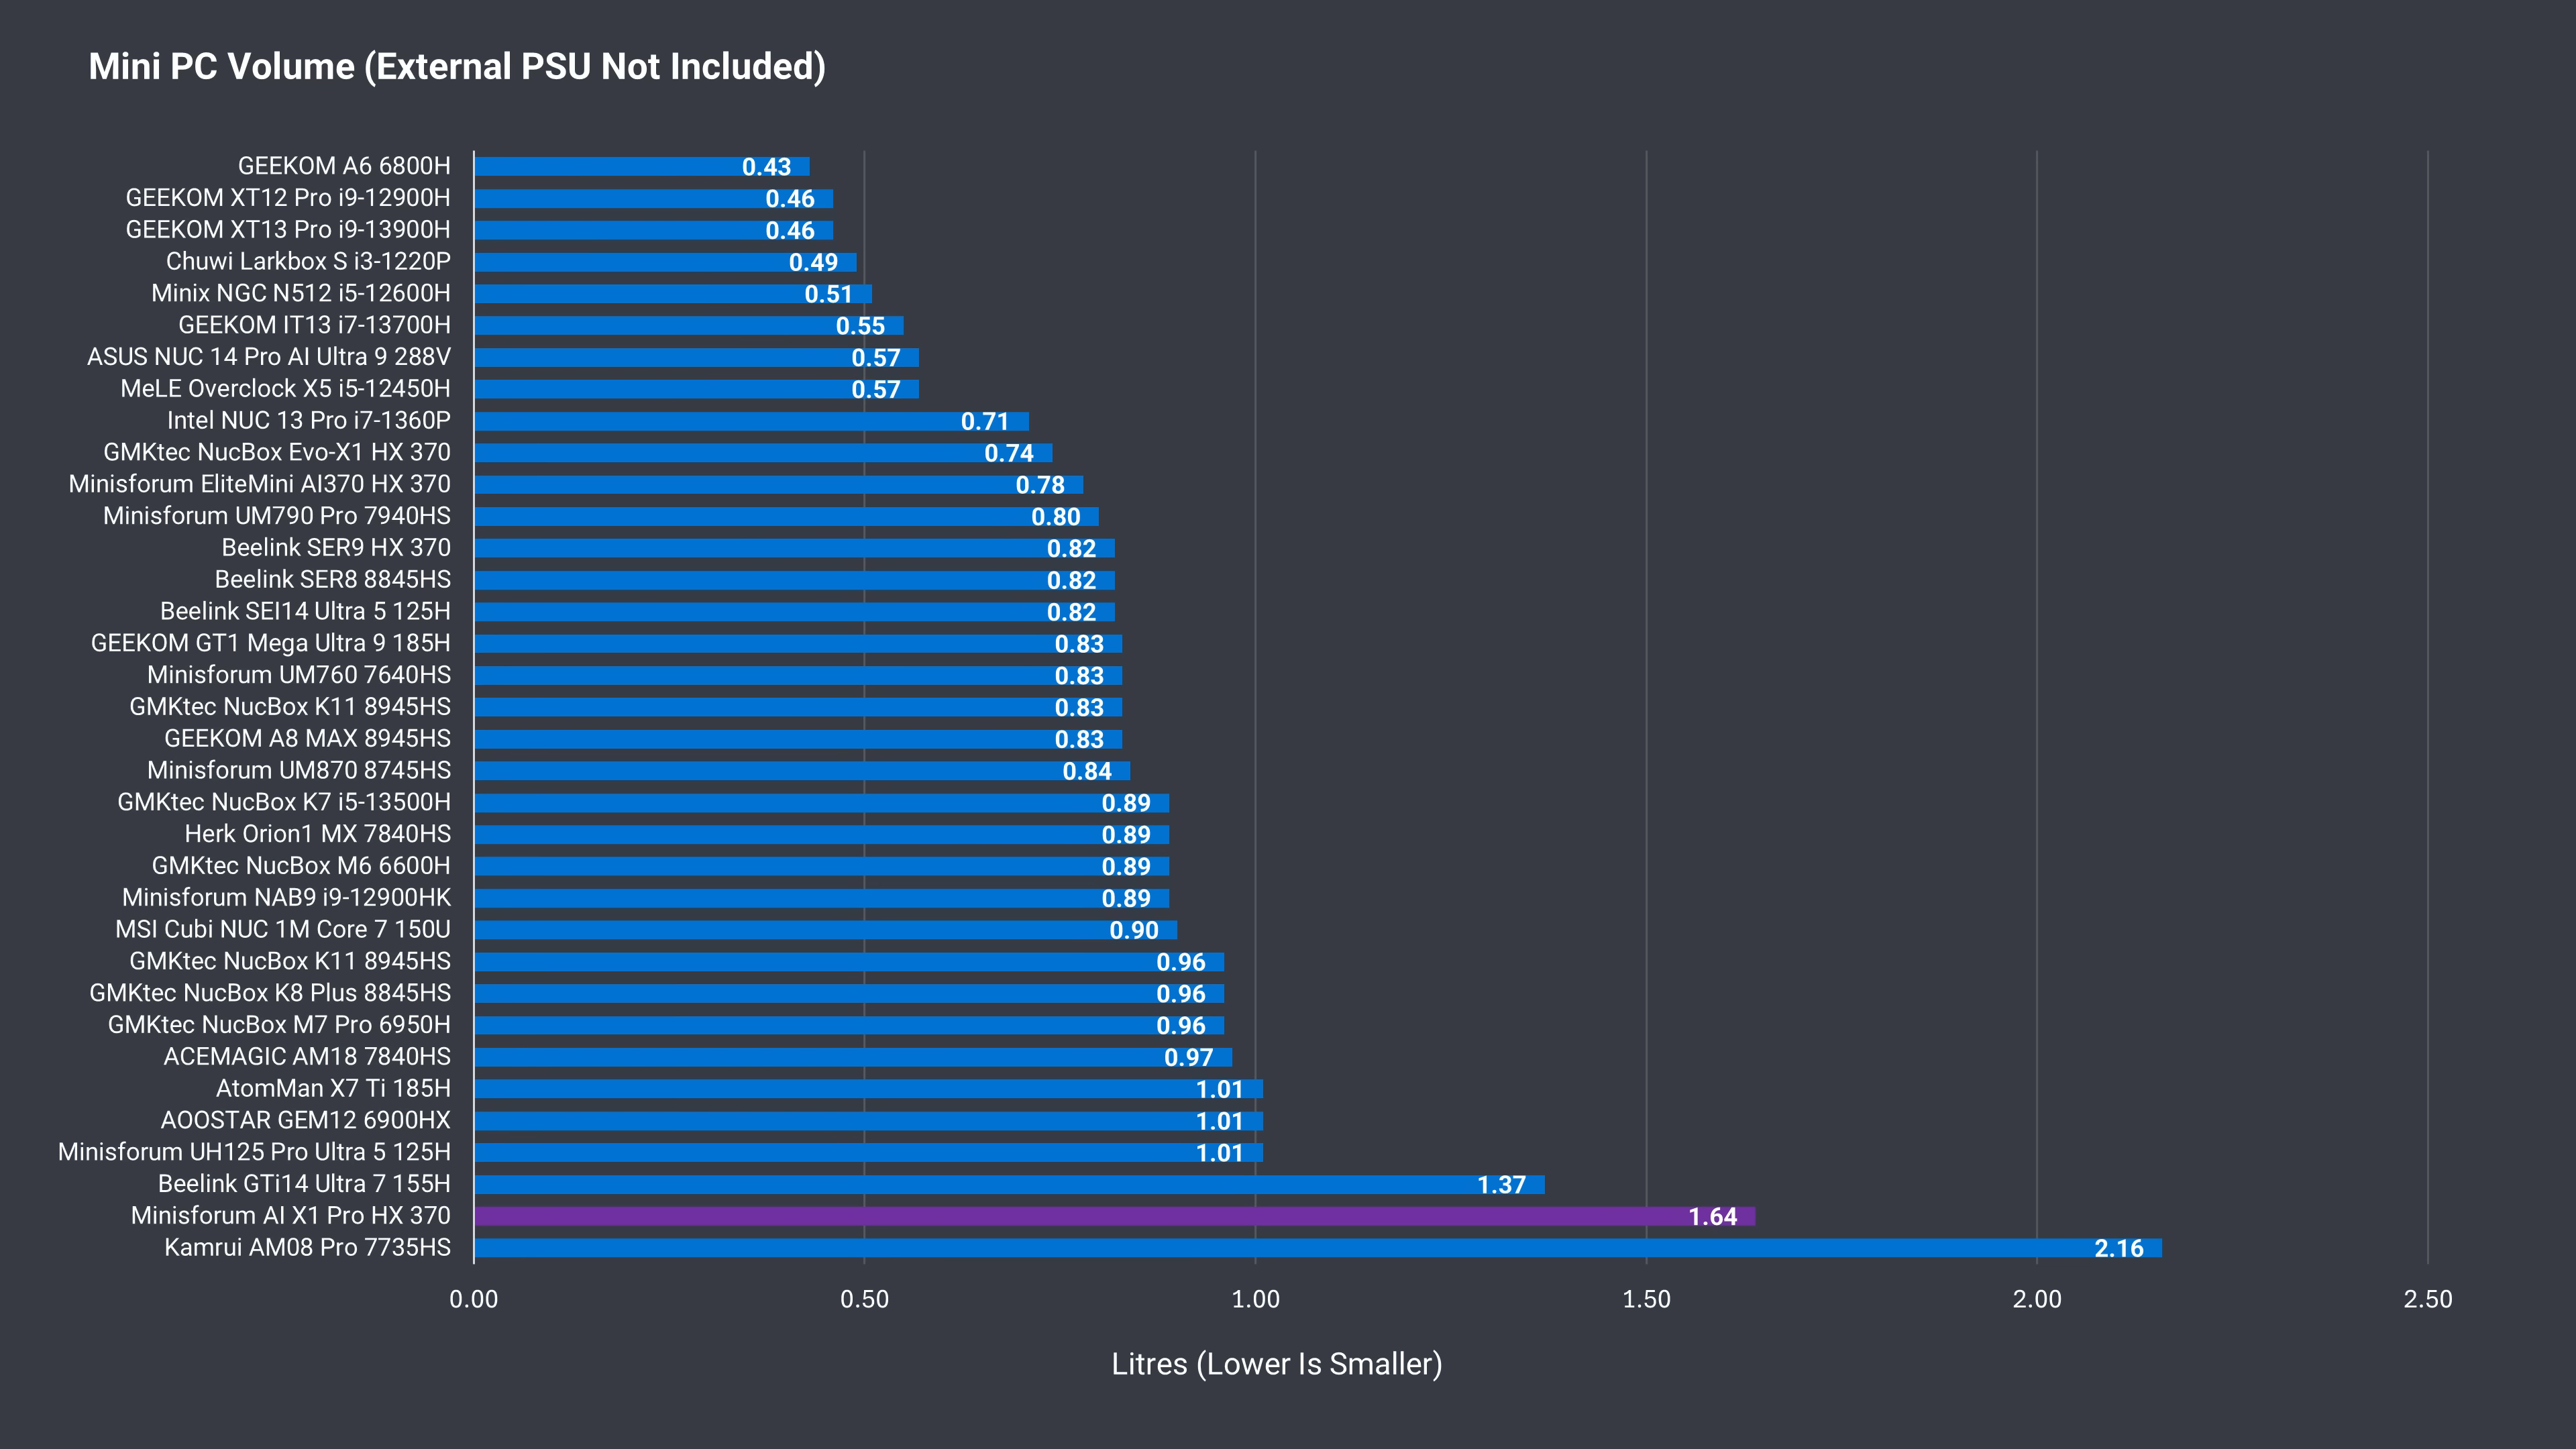 Mini PC Volume (External PSU Not Included)
GEEKOM A6 6800H 0.43
GEEKOM XT12 Pro i9-12900H 0.46
GEEKOM XT13 Pro i9-13900H 0.46
Chuwi Larkbox S i3-1220P 0.49
Minix NGC N512 i5-12600H 0.51
GEEKOM IT13 i7-13700H 0.55
ASUS NUC 14 Pro AI Ultra 9 288V 0.57
MeLE Overclock X5 i5-12450H 0.57
Intel NUC 13 Pro i7-1360P 0.71
GMKtec NucBox Evo-X1 HX 370 0.74
Minisforum EliteMini AI370 HX 370 0.78
Minisforum UM790 Pro 7940HS 0.80
Beelink SER9 HX 370 0.82
Beelink SER8 8845HS 0.82
Beelink SEI14 Ultra 5 125H 0.82
GEEKOM GT1 Mega Ultra 9 185H 0.83
Minisforum UM760 7640HS 0.83
GMKtec NucBox K11 8945HS 0.83
GEEKOM A8 MAX 8945HS 0.83
Minisforum UM870 8745HS 0.84
GMKtec NucBox K7 i5-13500H 0.89
Herk Orion1 MX 7840HS 0.89
GMKtec NucBox M6 6600H 0.89
Minisforum NAB9 i9-12900HK 0.89
MSI Cubi NUC 1M Core 7 150U 0.90
GMKtec NucBox K11 8945HS 0.96
GMKtec NucBox K8 Plus 8845HS 0.96
GMKtec NucBox M7 Pro 6950H 0.96
ACEMAGIC AM18 7840HS 0.97
AtomMan X7 Ti 185H 1.01
AOOSTAR GEM12 6900HX 1.01
Minisforum UH125 Pro Ultra 5 125H 1.01
Beelink GTi14 Ultra 7 155H 1.37
Minisforum AI X1 Pro HX 370 1.64
Kamrui AM08 Pro 7735HS 2.16
0.00 0.50 1.00 1.50 2.00 2.50
Litres (Lower Is Smaller)